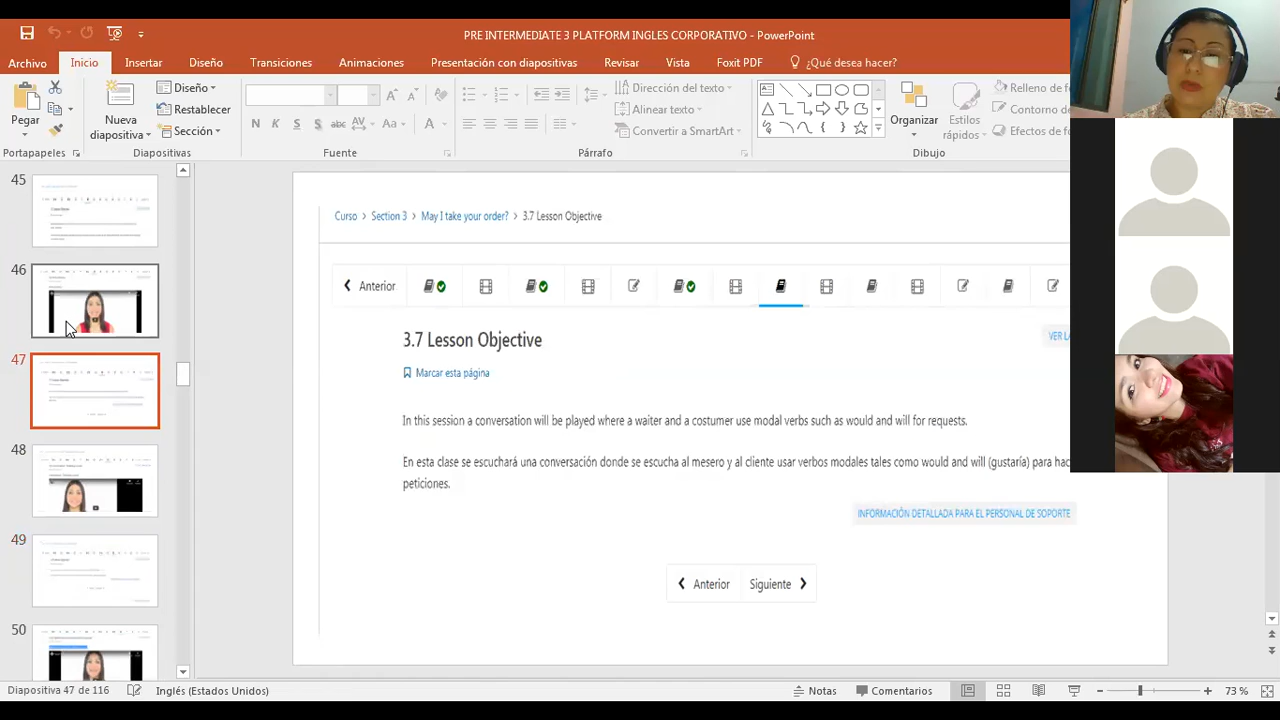 PRE INTERMEDIATE 3 PLATFORM INGLES CORPORATIVO - PowerPoint
Archivo Inicio Insertar Diseño Transiciones Animaciones Presentación con diapositivas Revisar Vista Foxit PDF ¿Qué desea hacer?
Pegar
Nueva diapositiva
Diseño
Restablecer
Sección
N K S S abc AV Aa A
Dirección del texto
Alinear texto
Convertir a SmartArt
Organizar
Estilos rápidos
Relleno de
Contorno de
Efectos de
Portapapeles Diapositivas Fuente Párrafo Dibujo
45
46
47
48
49
50
Curso > Section 3 > May I take your order? > 3.7 Lesson Objective
Anterior
3.7 Lesson Objective
VER LA
Marcar esta página
In this session a conversation will be played where a waiter and a costumer use modal verbs such as would and will for requests.
En esta clase se escuchará una conversación donde se escucha al mesero y al cliente usar verbos modales tales como would and will (gustaría) para hac
peticiones.
INFORMACIÓN DETALLADA PARA EL PERSONAL DE SOPORTE
Anterior Siguiente
Diapositiva 47 de 116 Inglés (Estados Unidos) Notas Comentarios 73 %